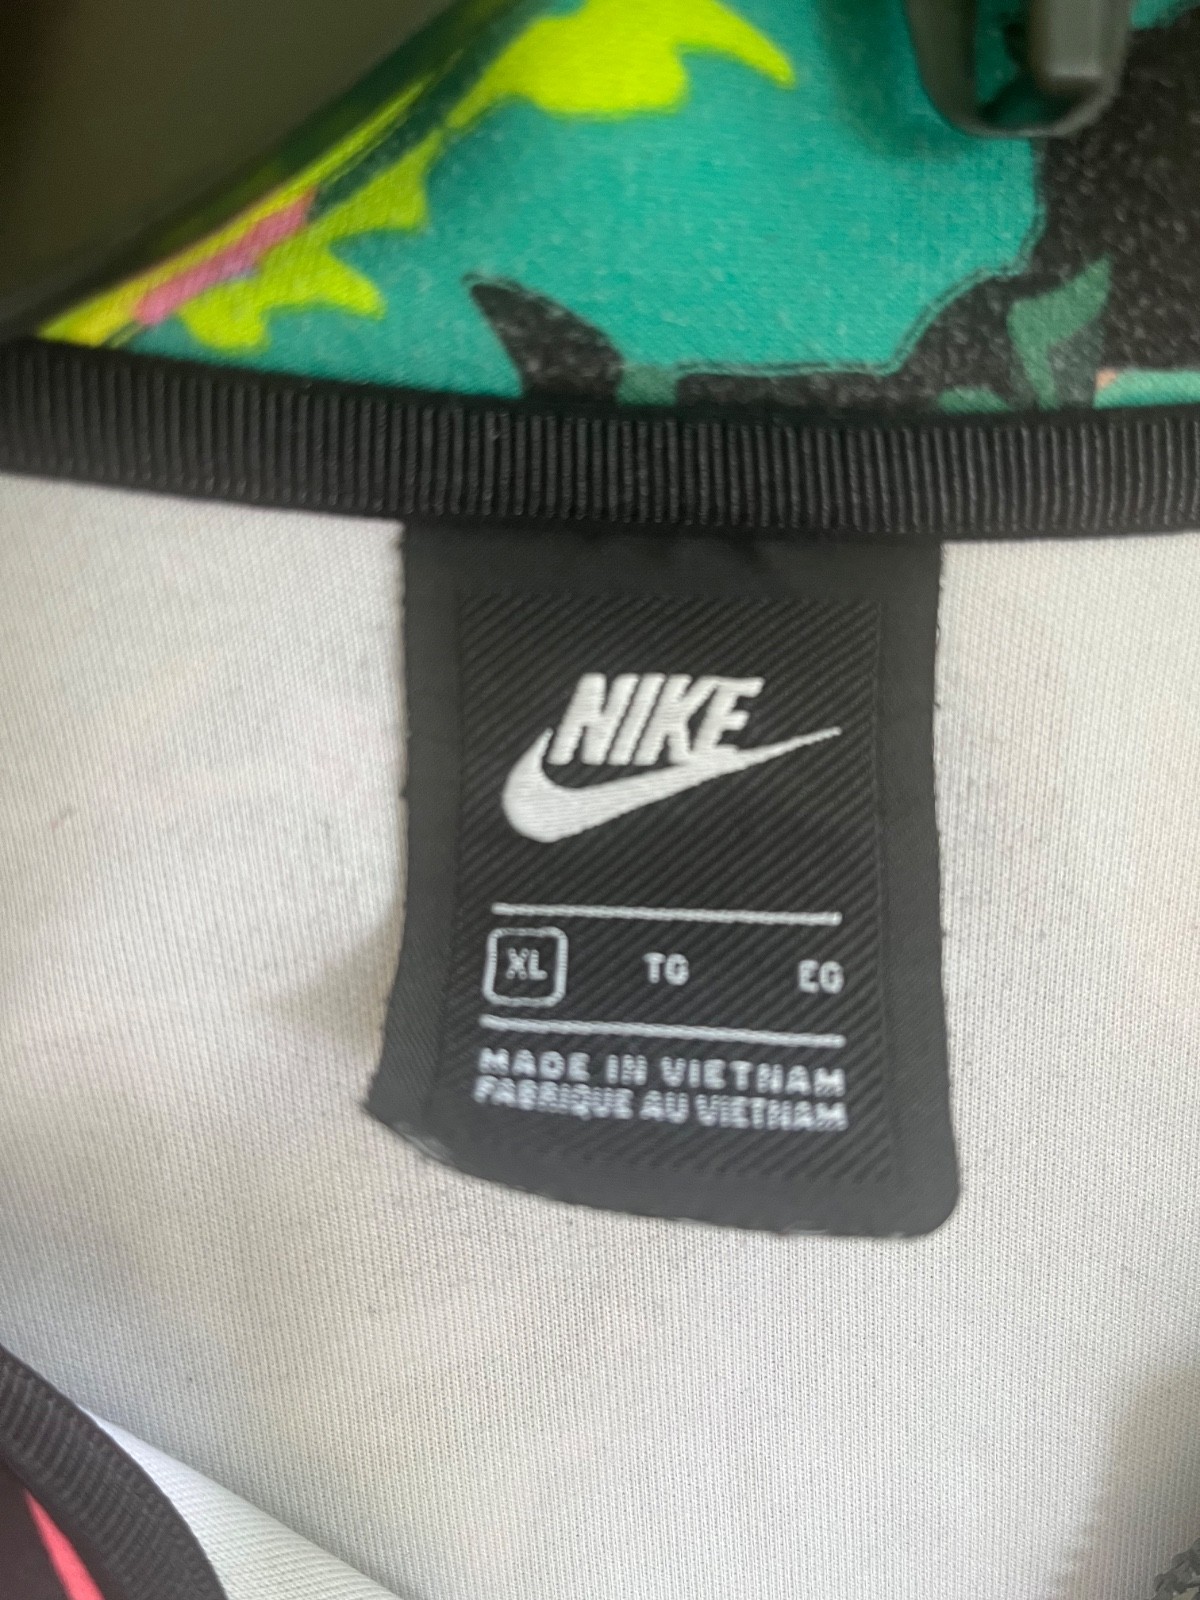 NIKE
XL TG EG
MADE IN VIETNAM
FABRIQUE AU VIETNAM